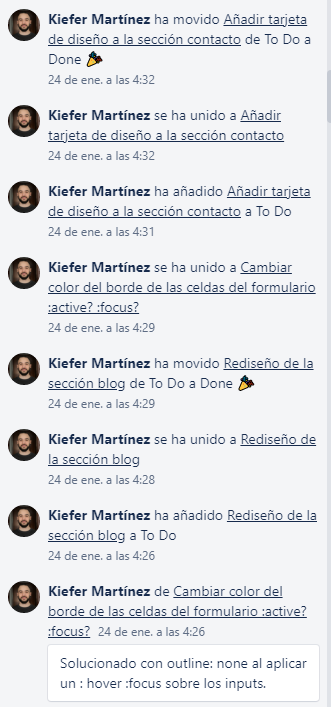 Kiefer Martínez ha movido Añadir tarjeta
de diseño a la sección contacto de To Do a
Done
24 de ene. a las 4:32
Kiefer Martínez se ha unido a Añadir
tarjeta de diseño a la sección contacto
24 de ene. a las 4:32
Kiefer Martínez ha añadido Añadir tarjeta
de diseño a la sección contacto a To Do
24 de ene. a las 4:31
Kiefer Martínez se ha unido a Cambiar
color del borde de las celdas del formulario
:active? :focus?
24 de ene. a las 4:29
Kiefer Martínez ha movido Rediseño de la
sección blog de To Do a Done
24 de ene. a las 4:29
Kiefer Martínez se ha unido a Rediseño de
la sección blog
24 de ene. a las 4:28
Kiefer Martínez ha añadido Rediseño de la
sección blog a To Do
24 de ene. a las 4:26
Kiefer Martínez de Cambiar color del
borde de las celdas del formulario :active?
:focus? 24 de ene. a las 4:26
Solucionado con outline: none al aplicar
un : hover :focus sobre los inputs.